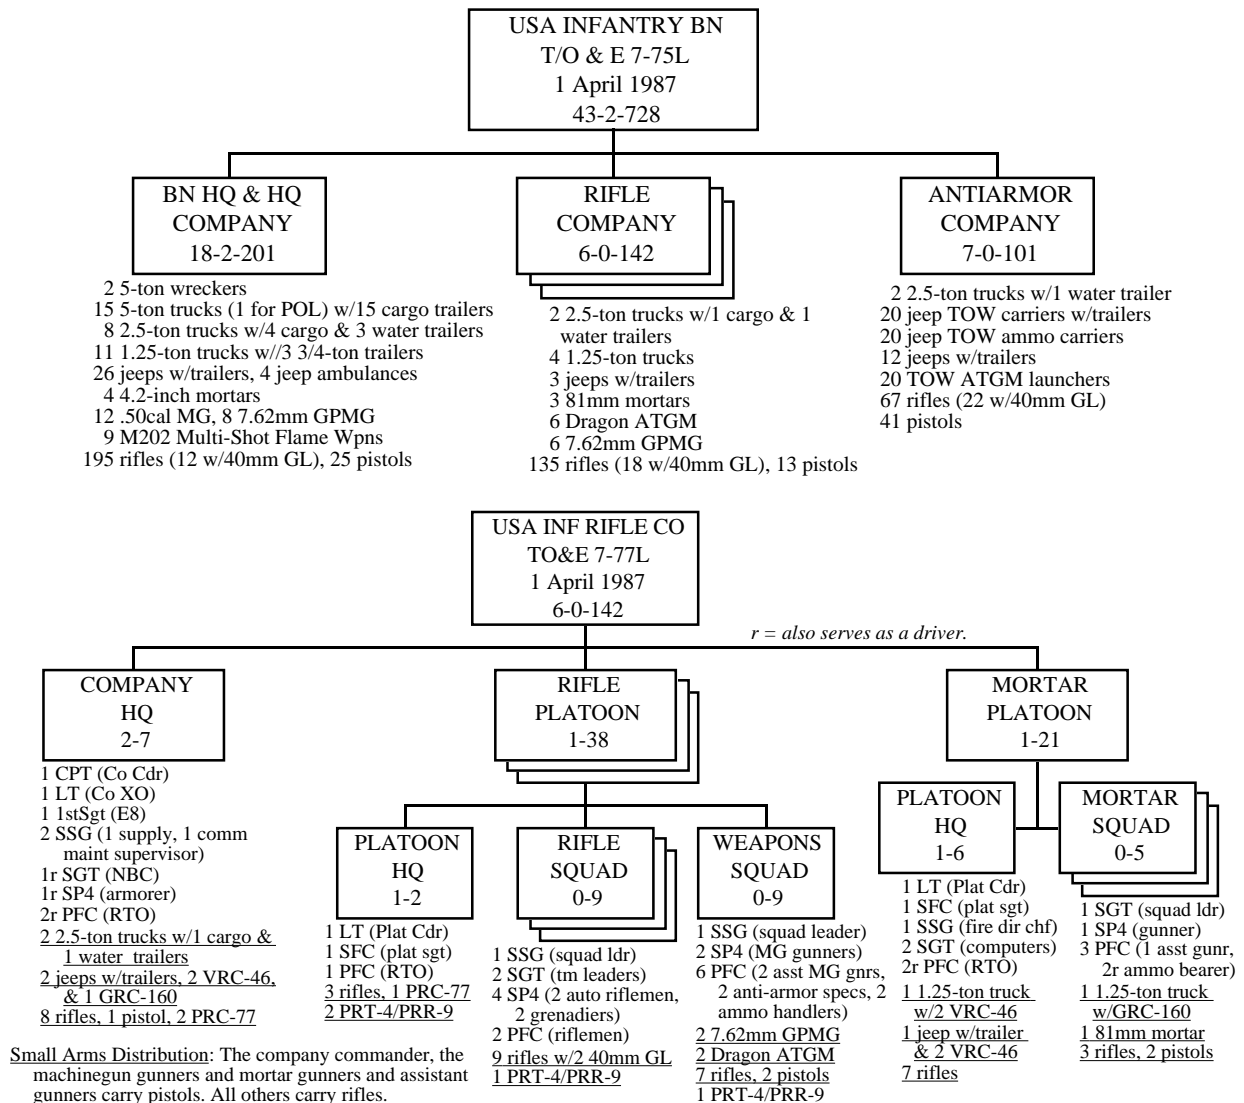 USA INFANTRY BN
T/O & E 7-75L
1 April 1987
43-2-728
BN HQ & HQ
COMPANY
18-2-201
2 5-ton wreckers
15 5-ton trucks (1 for POL) w/15 cargo trailers
8 2.5-ton trucks w/4 cargo & 3 water trailers
11 1.25-ton trucks w//3 3/4-ton trailers
26 jeeps w/trailers, 4 jeep ambulances
4 4.2-inch mortars
12 .50cal MG, 8 7.62mm GPMG
9 M202 Multi-Shot Flame Wpns
195 rifles (12 w/40mm GL), 25 pistols
RIFLE
COMPANY
6-0-142
2 2.5-ton trucks w/1 cargo & 1
water trailers
4 1.25-ton trucks
3 jeeps w/trailers
3 81mm mortars
6 Dragon ATGM
6 7.62mm GPMG
135 rifles (18 w/40mm GL), 13 pistols
ANTIARMOR
COMPANY
7-0-101
2 2.5-ton trucks w/1 water trailer
20 jeep TOW carriers w/trailers
20 jeep TOW ammo carriers
12 jeeps w/trailers
20 TOW ATGM launchers
67 rifles (22 w/40mm GL)
41 pistols
USA INF RIFLE CO
TO&E 7-77L
1 April 1987
6-0-142
r = also serves as a driver.
COMPANY
HQ
2-7
1 CPT (Co Cdr)
1 LT (Co XO)
1 1stSgt (E8)
2 SSG (1 supply, 1 comm
maint supervisor)
1r SGT (NBC)
1r SP4 (armorer)
2r PFC (RTO)
2 2.5-ton trucks w/1 cargo &
1 water trailers
2 jeeps w/trailers, 2 VRC-46,
& 1 GRC-160
8 rifles, 1 pistol, 2 PRC-77
RIFLE
PLATOON
1-38
PLATOON
HQ
1-2
1 LT (Plat Cdr)
1 SFC (plat sgt)
1 PFC (RTO)
3 rifles, 1 PRC-77
2 PRT-4/PRR-9
RIFLE
SQUAD
0-9
1 SSG (squad ldr)
2 SGT (tm leaders)
4 SP4 (2 auto riflemen,
2 grenadiers)
2 PFC (riflemen)
9 rifles w/2 40mm GL
1 PRT-4/PRR-9
WEAPONS
SQUAD
0-9
1 SSG (squad leader)
2 SP4 (MG gunners)
6 PFC (2 asst MG gnrs,
2 anti-armor specs, 2
ammo handlers)
2 7.62mm GPMG
2 Dragon ATGM
7 rifles, 2 pistols
1 PRT-4/PRR-9
MORTAR
PLATOON
1-21
PLATOON
HQ
1-6
1 LT (Plat Cdr)
1 SFC (plat sgt)
1 SSG (fire dir chf)
2 SGT (computers)
2r PFC (RTO)
1 1.25-ton truck
w/2 VRC-46
1 jeep w/trailer
& 2 VRC-46
7 rifles
MORTAR
SQUAD
0-5
1 SGT (squad ldr)
1 SP4 (gunner)
3 PFC (1 asst gunr,
2r ammo bearer)
1 1.25-ton truck
w/GRC-160
1 81mm mortar
3 rifles, 2 pistols
Small Arms Distribution: The company commander, the
machinegun gunners and mortar gunners and assistant
gunners carry pistols. All others carry rifles.